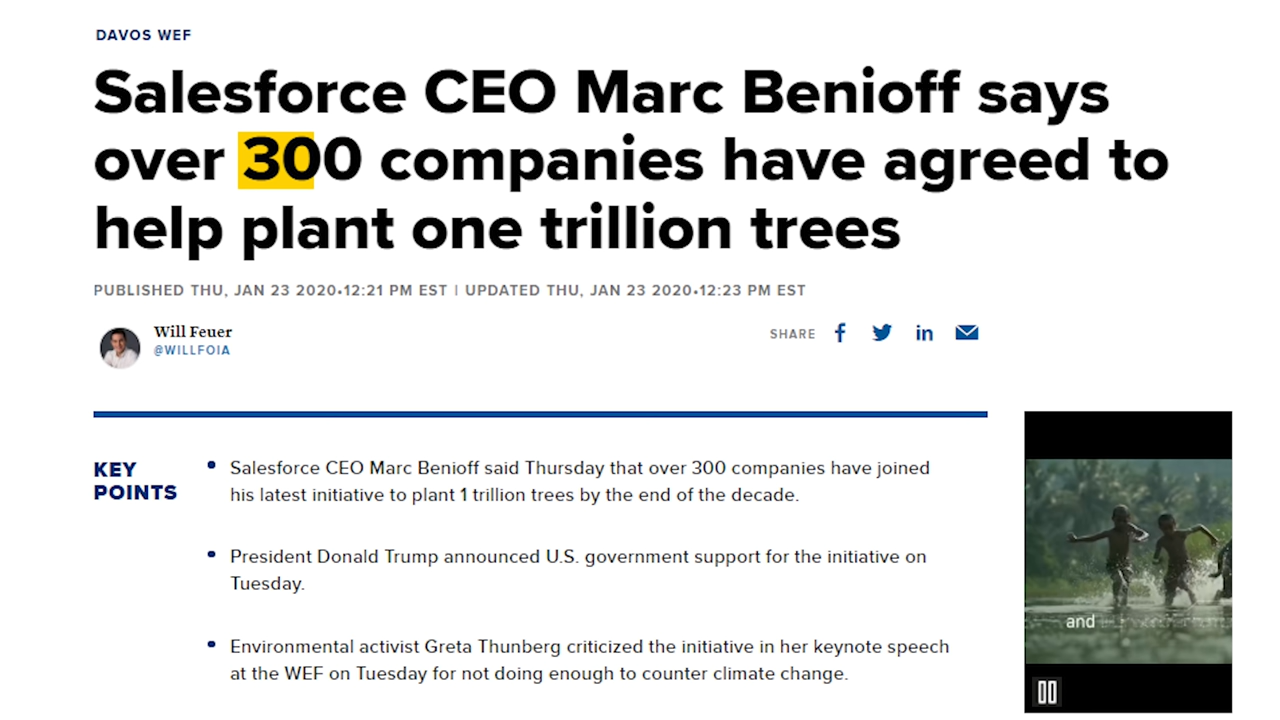 DAVOS WEF
Salesforce CEO Marc Benioff says
over 300 companies have agreed to
help plant one trillion trees
PUBLISHED THU, JAN 23 2020•12:21 PM EST | UPDATED THU, JAN 23 2020•12:23 PM EST
Will Feuer
@WILLFOIA
SHARE
KEY
POINTS
• Salesforce CEO Marc Benioff said Thursday that over 300 companies have joined
his latest initiative to plant 1 trillion trees by the end of the decade.
• President Donald Trump announced U.S. government support for the initiative on
Tuesday.
• Environmental activist Greta Thunberg criticized the initiative in her keynote speech
at the WEF on Tuesday for not doing enough to counter climate change.
and